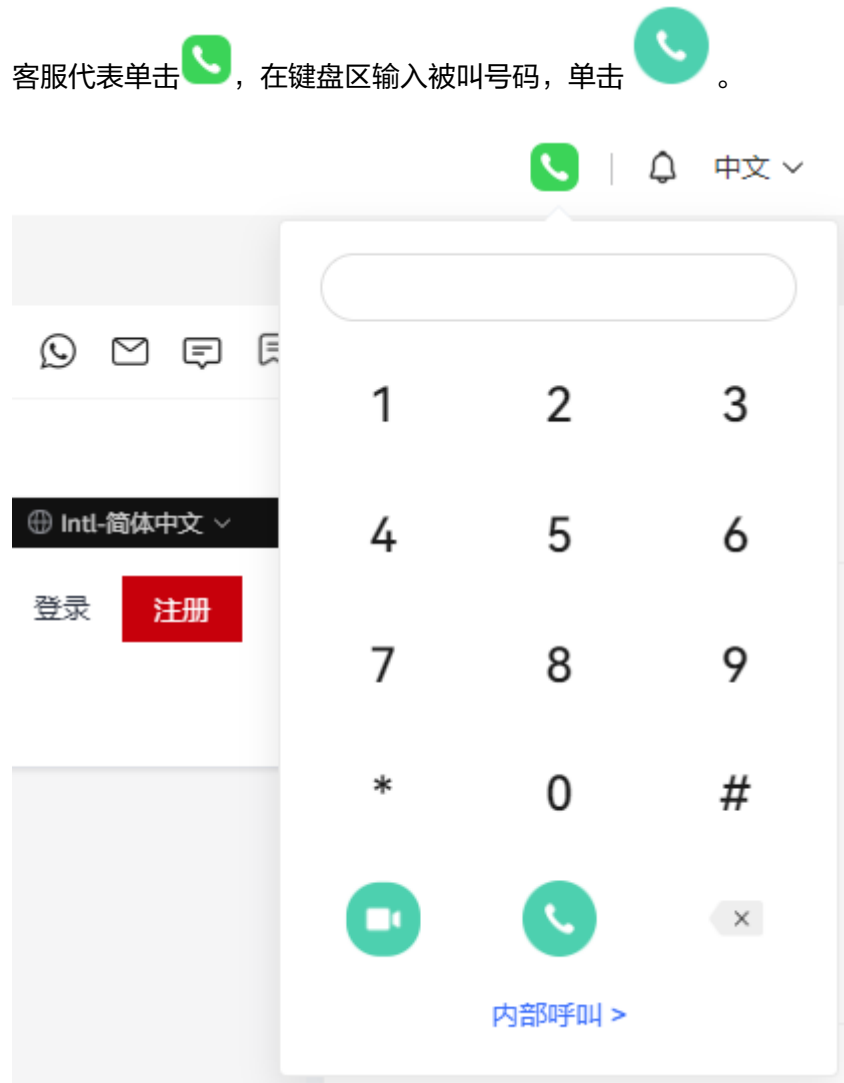 客服代表单击，在键盘区输入被叫号码，单击。
中文
Intl-简体中文
登录 注册
1 2 3
4 5 6
7 8 9
* 0 #
内部呼叫 >